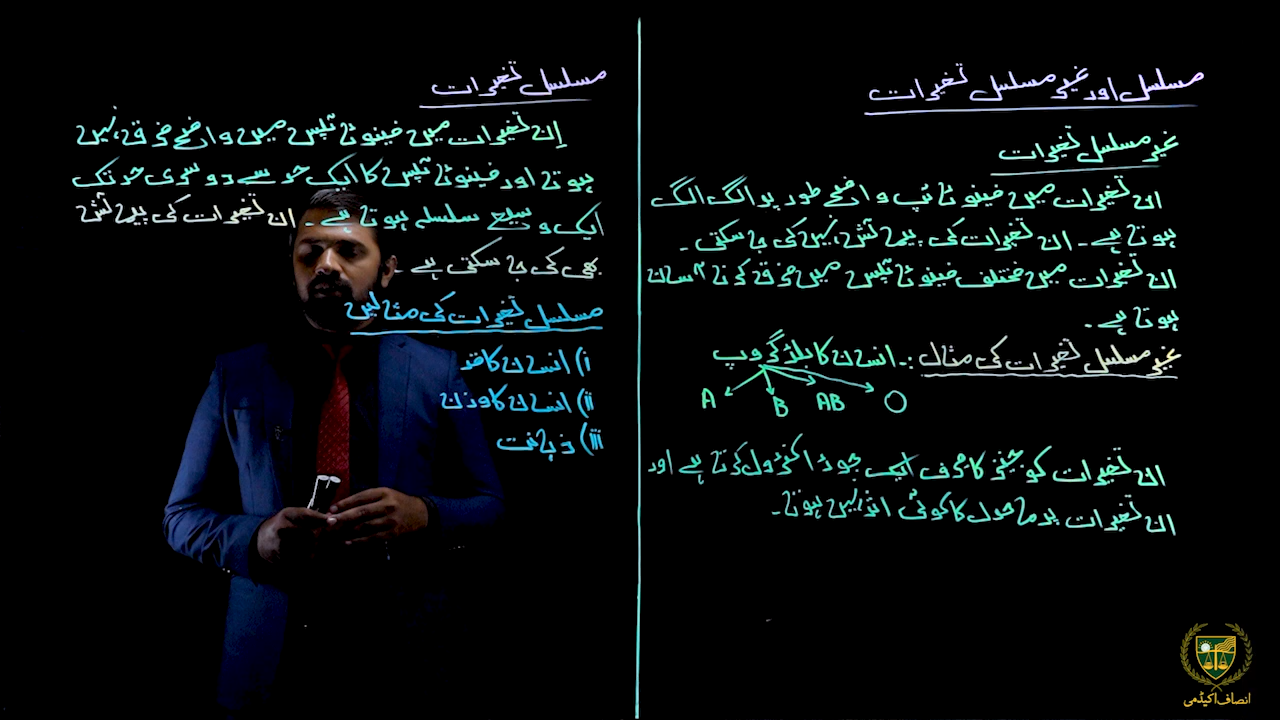 مسلسل اور غیر مسلسل تغیرات
غیر مسلسل تغیرات
ان تغیرات میں فینوٹائپ واضح طور پر الگ الگ
ہوتا ہے۔ ان تغیرات کی پیمائش نہیں کی جا سکتی۔
ان تغیرات میں مختلف فینوٹائپس میں فرق کرنا آسان
ہوتا ہے۔
غیر مسلسل تغیرات کی مثال :۔ انسان کا بلڈ گروپ
A B AB O
ان تغیرات کو جینز کا صرف ایک جوڑا کنٹرول کرتا ہے اور
ان تغیرات پر ماحول کا کوئی اثر نہیں ہوتا۔
مسلسل تغیرات
اِن تغیرات میں فینوٹائپس میں واضح فرق نہیں
ہوتا اور فینوٹائپس کا ایک حد سے دوسری حد تک
ایک وسیع سلسلہ ہوتا ہے۔ ان تغیرات کی پیمائش
بھی کی جا سکتی ہے۔
مسلسل تغیرات کی مثالیں
i) انسان کا قد
ii) انسان کا وزن
iii) ذہانت
انصاف اکیڈمی